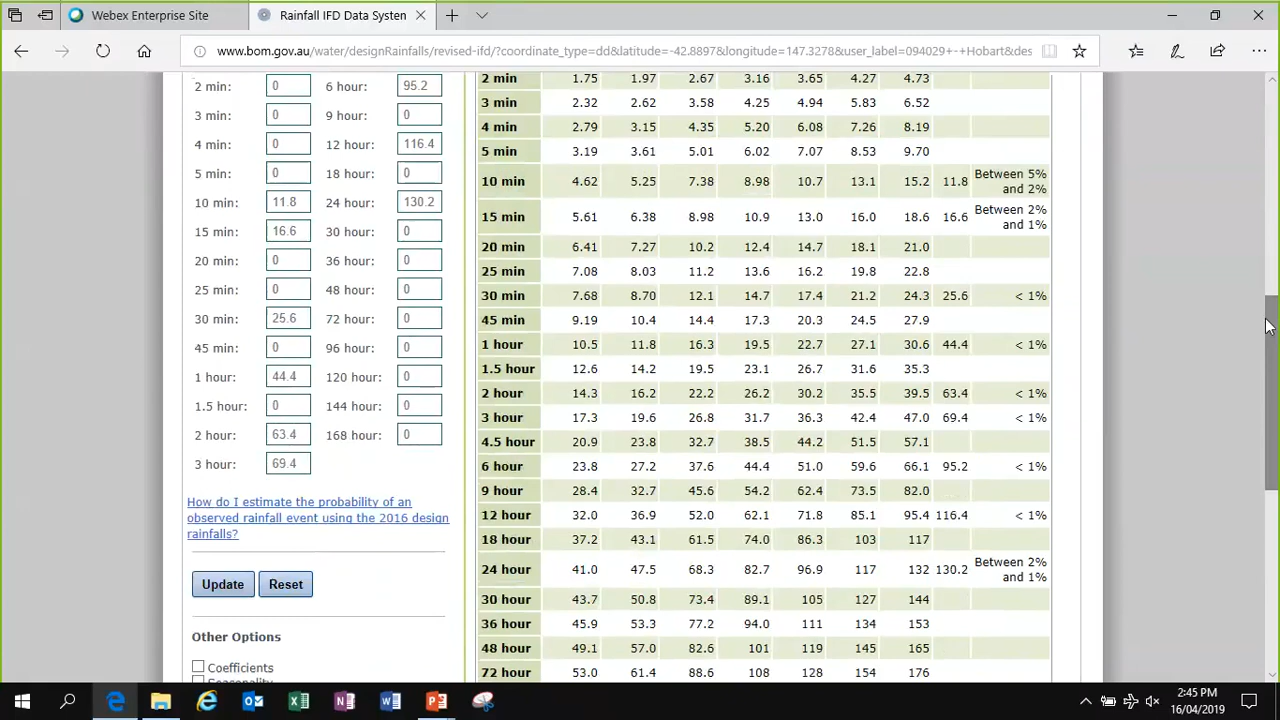 Webex Enterprise Site
Rainfall IFD Data System
www.bom.gov.au/water/designRainfalls/revised-ifd/?coordinate_type=dd&latitude=-42.8897&longitude=147.3278&user_label=094029+-+Hobart&des
2 min: 0 6 hour: 95.2
3 min: 0 9 hour: 0
4 min: 0 12 hour: 116.4
5 min: 0 18 hour: 0
10 min: 11.8 24 hour: 130.2
15 min: 16.6 30 hour: 0
20 min: 0 36 hour: 0
25 min: 0 48 hour: 0
30 min: 25.6 72 hour: 0
45 min: 0 96 hour: 0
1 hour: 44.4 120 hour: 0
1.5 hour: 0 144 hour: 0
2 hour: 63.4 168 hour: 0
3 hour: 69.4
How do I estimate the probability of an
observed rainfall event using the 2016 design
rainfalls?
Update Reset
Other Options
Coefficients
Seasonality
2 min 1.75 1.97 2.67 3.16 3.65 4.27 4.73
3 min 2.32 2.62 3.58 4.25 4.94 5.83 6.52
4 min 2.79 3.15 4.35 5.20 6.08 7.26 8.19
5 min 3.19 3.61 5.01 6.02 7.07 8.53 9.70
10 min 4.62 5.25 7.38 8.98 10.7 13.1 15.2 11.8 Between 5%
and 2%
15 min 5.61 6.38 8.98 10.9 13.0 16.0 18.6 16.6 Between 2%
and 1%
20 min 6.41 7.27 10.2 12.4 14.7 18.1 21.0
25 min 7.08 8.03 11.2 13.6 16.2 19.8 22.8
30 min 7.68 8.70 12.1 14.7 17.4 21.2 24.3 25.6 < 1%
45 min 9.19 10.4 14.4 17.3 20.3 24.5 27.9
1 hour 10.5 11.8 16.3 19.5 22.7 27.1 30.6 44.4 < 1%
1.5 hour 12.6 14.2 19.5 23.1 26.7 31.6 35.3
2 hour 14.3 16.2 22.2 26.2 30.2 35.5 39.5 63.4 < 1%
3 hour 17.3 19.6 26.8 31.7 36.3 42.4 47.0 69.4 < 1%
4.5 hour 20.9 23.8 32.7 38.5 44.2 51.5 57.1
6 hour 23.8 27.2 37.6 44.4 51.0 59.6 66.1 95.2 < 1%
9 hour 28.4 32.7 45.6 54.2 62.4 73.5 82.0
12 hour 32.0 36.9 52.0 62.1 71.8 85.1 95.4 116.4 < 1%
18 hour 37.2 43.1 61.5 74.0 86.3 103 117
24 hour 41.0 47.5 68.3 82.7 96.9 117 132 130.2 Between 2%
and 1%
30 hour 43.7 50.8 73.4 89.1 105 127 144
36 hour 45.9 53.3 77.2 94.0 111 134 153
48 hour 49.1 57.0 82.6 101 119 145 165
72 hour 53.0 61.4 88.6 108 128 154 176
2:45 PM
16/04/2019